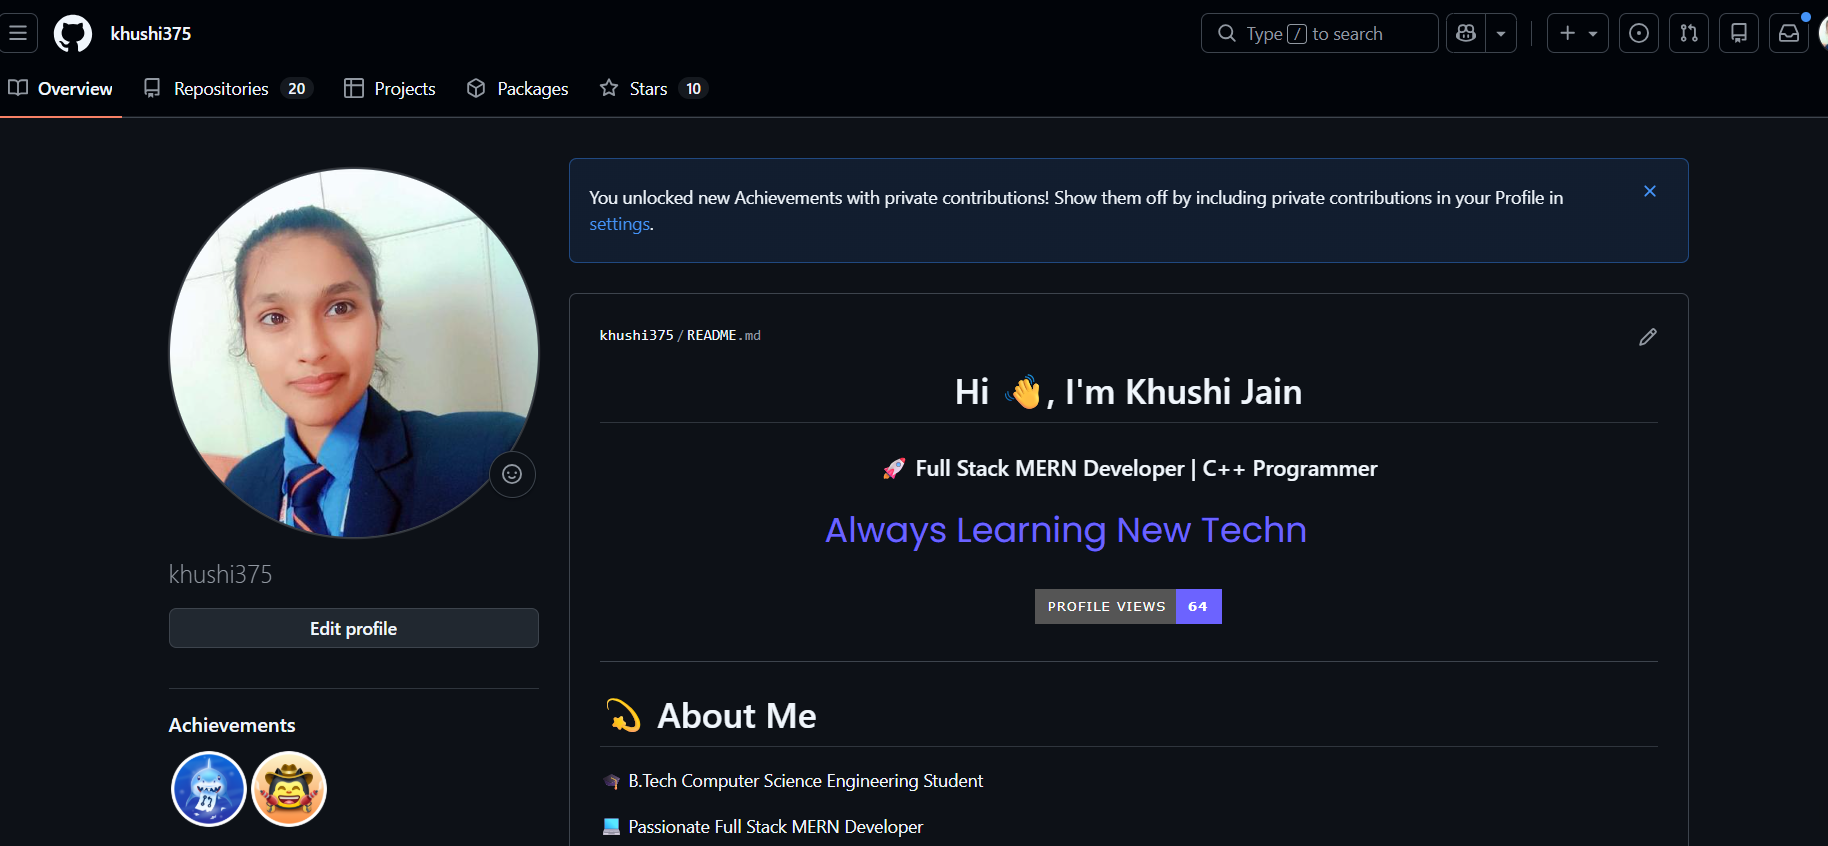 khushi375
Type / to search
Overview
Repositories 20
Projects
Packages
Stars 10
You unlocked new Achievements with private contributions! Show them off by including private contributions in your Profile in
settings.
khushi375/README.md
Hi 👋, I'm Khushi Jain
🚀 Full Stack MERN Developer | C++ Programmer
Always Learning New Techn
PROFILE VIEWS 64
khushi375
Edit profile
Achievements
💫 About Me
🎓 B.Tech Computer Science Engineering Student
💻 Passionate Full Stack MERN Developer